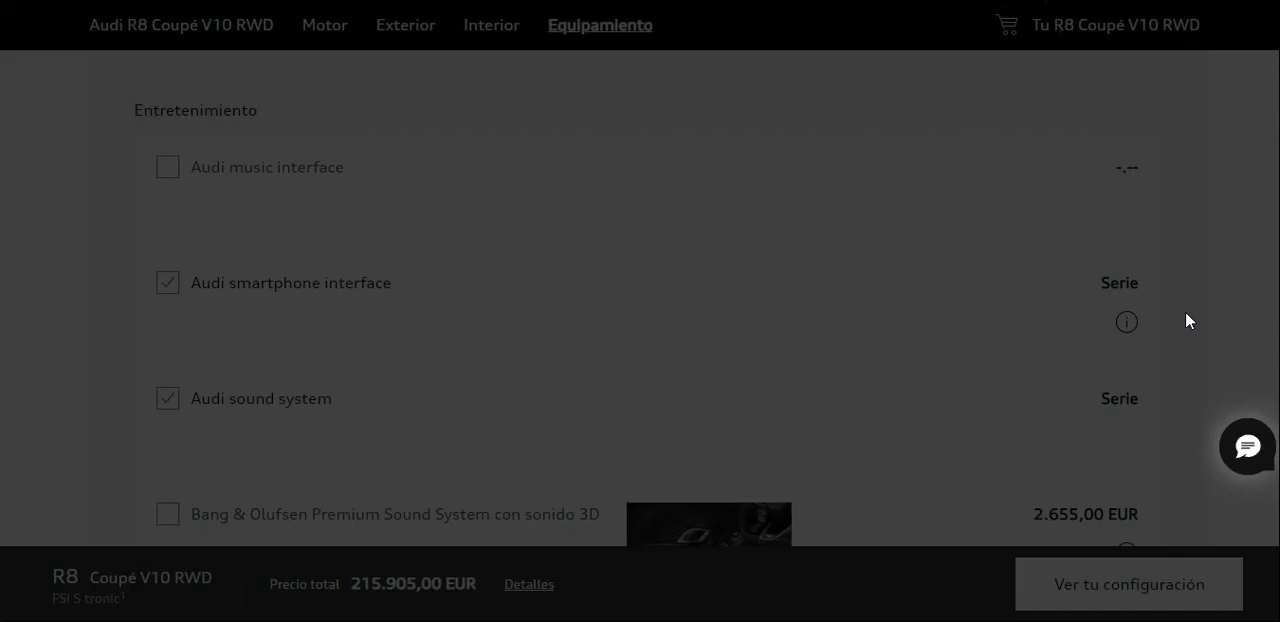 Audi R8 Coupé V10 RWD Motor Exterior Interior Equipamiento Tu R8 Coupé V10 RWD
Entretenimiento
Audi music interface -.--
Audi smartphone interface Serie
Audi sound system Serie
Bang & Olufsen Premium Sound System con sonido 3D 2.655,00 EUR
R8 Coupé V10 RWD
FSI S tronic¹
Precio total 215.905,00 EUR Detalles
Ver tu configuración